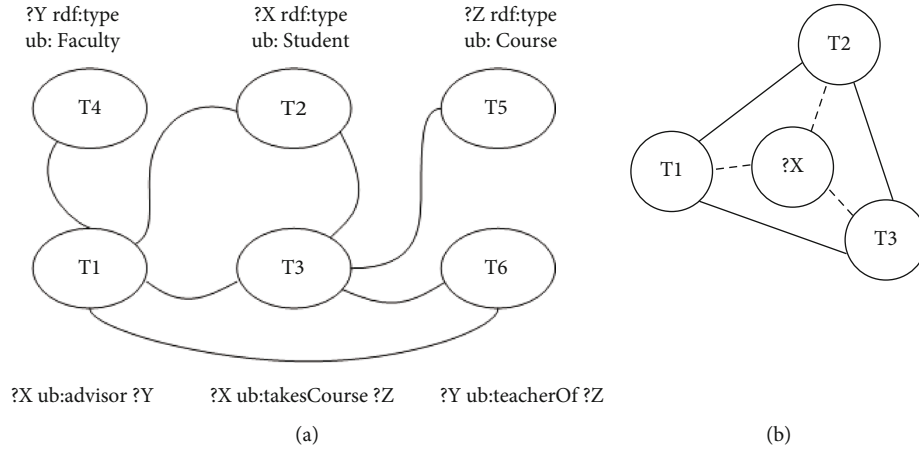 ?Y rdf:type
ub: Faculty
?X rdf:type
ub: Student
?Z rdf:type
ub: Course
T4
T2
T5
T1
T3
T6
?X ub:advisor ?Y
?X ub:takesCourse ?Z
?Y ub:teacherOf ?Z
(a)
T2
T1
?X
T3
(b)